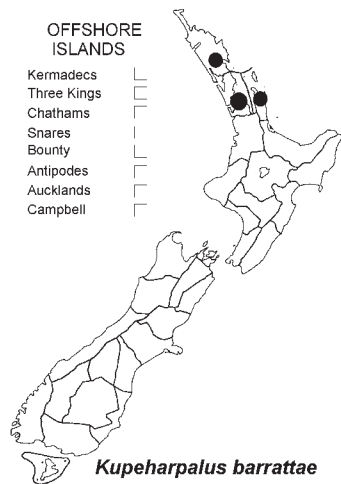 OFFSHORE
ISLANDS
Kermadecs
Three Kings
Chathams
Snares
Bounty
Antipodes
Aucklands
Campbell
Kupeharpalus barrattae